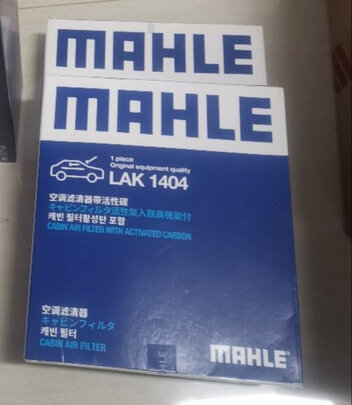 MAHLE
MAHLE
1 piece
Original equipment quality
LAK 1404
空调滤清器带活性碳
キャビンフィルタ活性炭入脱臭機能付
캐빈 필터활성탄 포함
CABIN AIR FILTER WITH ACTIVATED CARBON
空调滤清器
キャビンフィルタ
캐빈 필터
CABIN AIR FILTER
MAHLE